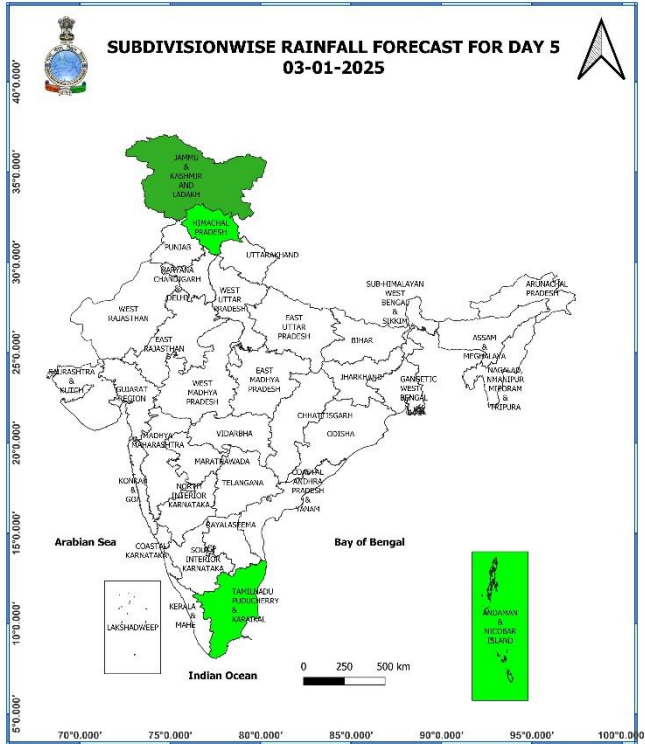 SUBDIVISIONWISE RAINFALL FORECAST FOR DAY 5
03-01-2025
40°0.000'
35°0.000'
30°0.000'
25°0.000'
20°0.000'
15°0.000'
10°0.000'
5°0.000'
JAMMU
&
KASHMIR
AND
LADAKH
HIMACHAL
PRADESH
PUNJAB
UTTARAKHAND
HARYANA
CHANDIGARH
&
DELHI
WEST
UTTAR
PRADESH
WEST
RAJASTHAN
EAST
RAJASTHAN
EAST
UTTAR
PRADESH
SUB-HIMALAYAN
WEST
BENGAL
&
SIKKIM
ARUNACHAL
PRADESH
BIHAR
ASSAM
&
MEGHALAYA
NAGALAD
NMANIPUR
MIZORAM
&
TRIPURA
SAURASHTRA
&
KUTCH
GUJARAT
REGION
WEST
MADHYA
PRADESH
EAST
MADHYA
PRADESH
JHARKHAND
GANGETIC
WEST
BENGAL
CHHATTISGARH
ODISHA
MADHYA
MAHARASHTRA
VIDARBHA
MARATHWADA
TELANGANA
KONKAN
&
GOA
NORTH
INTERIOR
KARNATAKA
COASTAL
ANDHRA
PRADESH
&
YANAM
RAYALASEEMA
Arabian Sea
Bay of Bengal
COASTAL
KARNATAKA
SOUTH
INTERIOR
KARNATAKA
TAMILNADU
PUDUCHERRY
&
KARAIKAL
KERALA
&
MAHE
LAKSHADWEEP
ANDAMAN
&
NICOBAR
ISLAND
Indian Ocean
0 250 500 km
70°0.000' 75°0.000' 80°0.000' 85°0.000' 90°0.000' 95°0.000' 100°0.000'